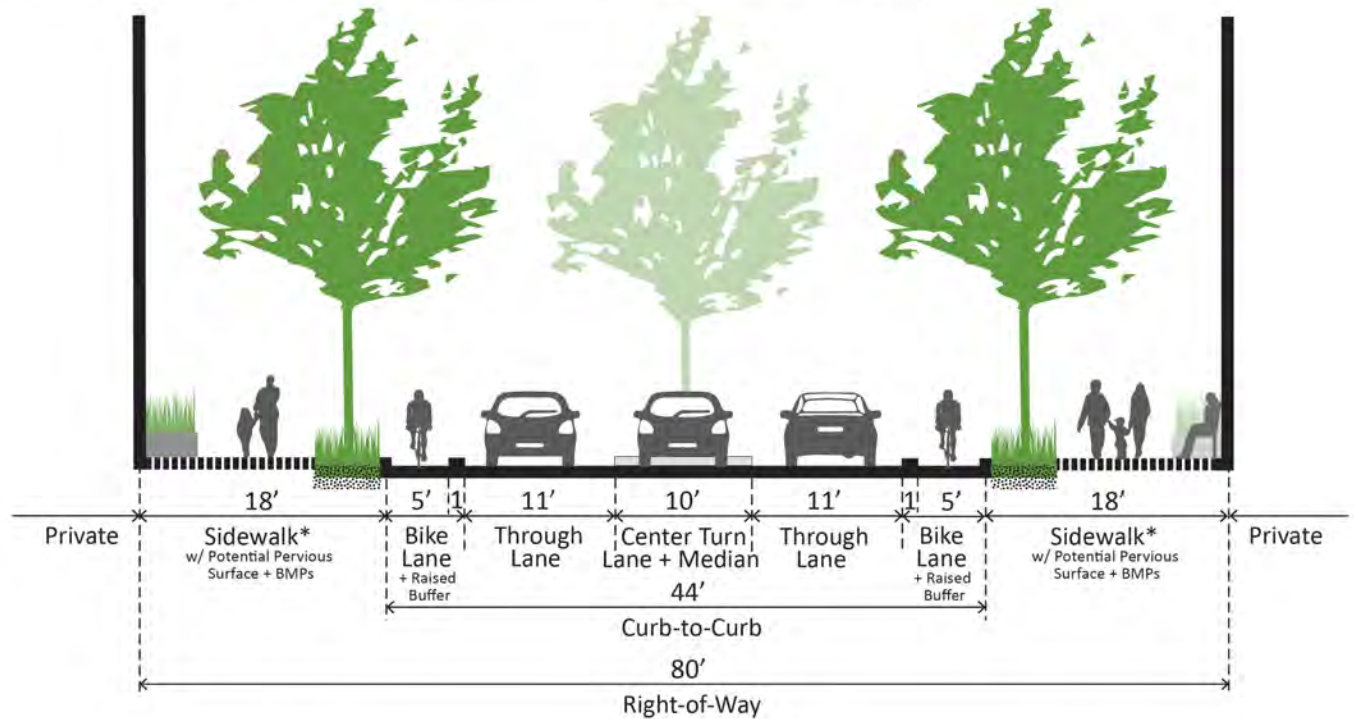 18’ 5’ 1’ 11’ 10’ 11’ 1’ 5’ 18’
Private
Sidewalk*
w/ Potential Pervious
Surface + BMPs
Bike
Lane
+ Raised
Buffer
Through
Lane
Center Turn
Lane + Median
Through
Lane
Bike
Lane
+ Raised
Buffer
Sidewalk*
w/ Potential Pervious
Surface + BMPs
Private
44’
Curb-to-Curb
80’
Right-of-Way